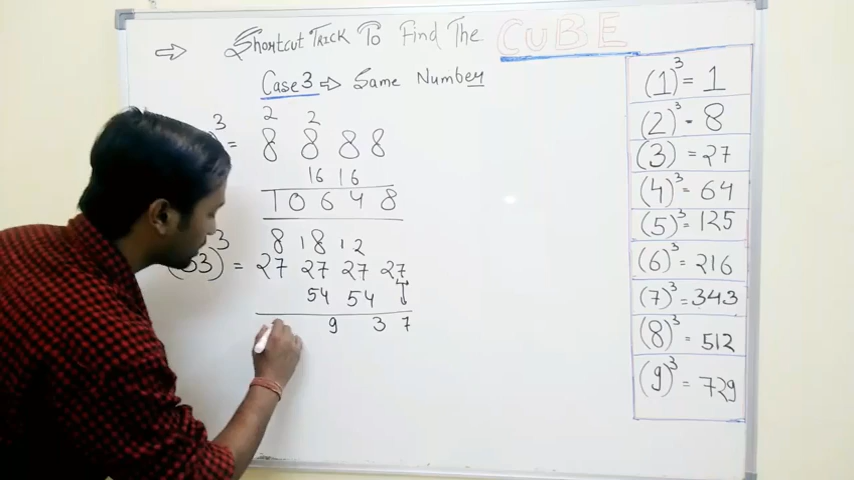 ⇒ Shortcut Trick To Find The CUBE
Case 3 ⇒ Same Number
2 2
3 = 8 8 8 8
16 16
1 0 6 4 8
8 18 12
33)3 = 27 27 27 27
54 54
9 3 7
(1)3 = 1
(2)3 = 8
(3) = 27
(4)3 = 64
(5)3 = 125
(6)3 = 216
(7)3 = 343
(8)3 = 512
(9)3 = 729